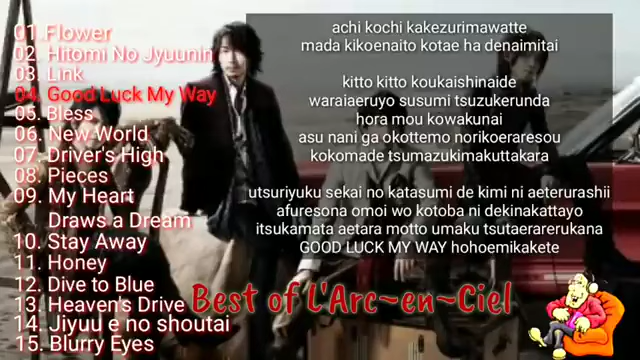 01.Flower
02. Hitomi No Jyuunin
03. Link
04. Good Luck My Way
05. Bless
06. New World
07. Driver's High
08. Pieces
09. My Heart
Draws a Dream
10. Stay Away
11. Honey
12. Dive to Blue
13. Heaven's Drive
14. Jiyuu e no shoutai
15. Blurry Eyes
achi kochi kakezurimawatte
mada kikoenaito kotae ha denaimitai
kitto kitto koukaishinaide
waraiaeruyo susumi tsuzukerunda
hora mou kowakunai
asu nani ga okottemo norikoeraresou
kokomade tsumazukimakuttakara
utsuriyuku sekai no katasumi de kimi ni aeterurashii
afuresona omoi wo kotoba ni dekinakattayo
itsukamata aetara motto umaku tsutaerarerukana
GOOD LUCK MY WAY hohoemikakete
Best of L'Arc~en~Ciel